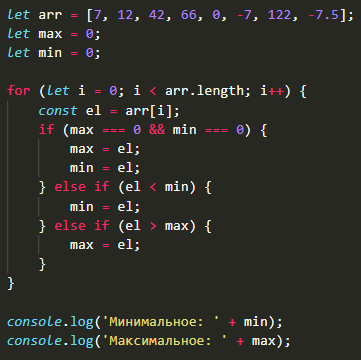 let arr = [7, 12, 42, 66, 0, -7, 122, -7.5];
let max = 0;
let min = 0;

for (let i = 0; i < arr.length; i++) {
    const el = arr[i];
    if (max === 0 && min === 0) {
        max = el;
        min = el;
    } else if (el < min) {
        min = el;
    } else if (el > max) {
        max = el;
    }
}

console.log('Минимальное: ' + min);
console.log('Максимальное: ' + max);